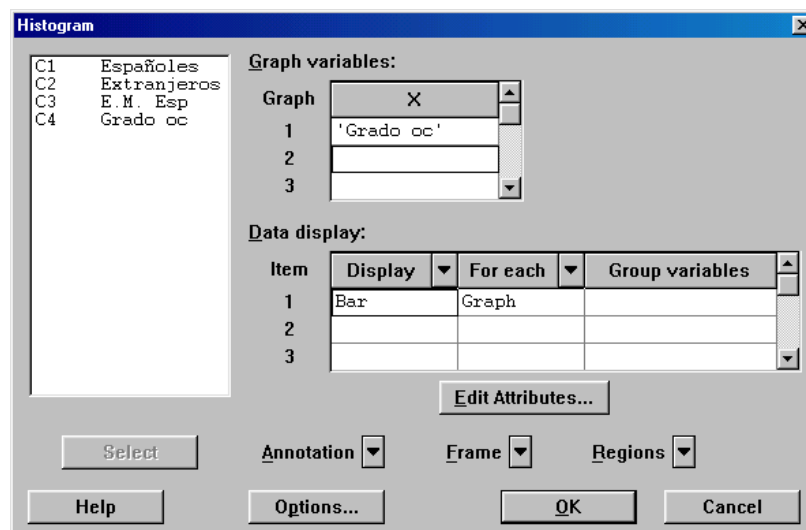 Histogram
C1 Españoles
C2 Extranjeros
C3 E.M. Esp
C4 Grado oc
Graph variables:
Graph X
1 'Grado oc'
2
3
Data display:
Item Display For each Group variables
1 Bar Graph
2
3
Edit Attributes...
Select Annotation Frame Regions
Help Options... OK Cancel